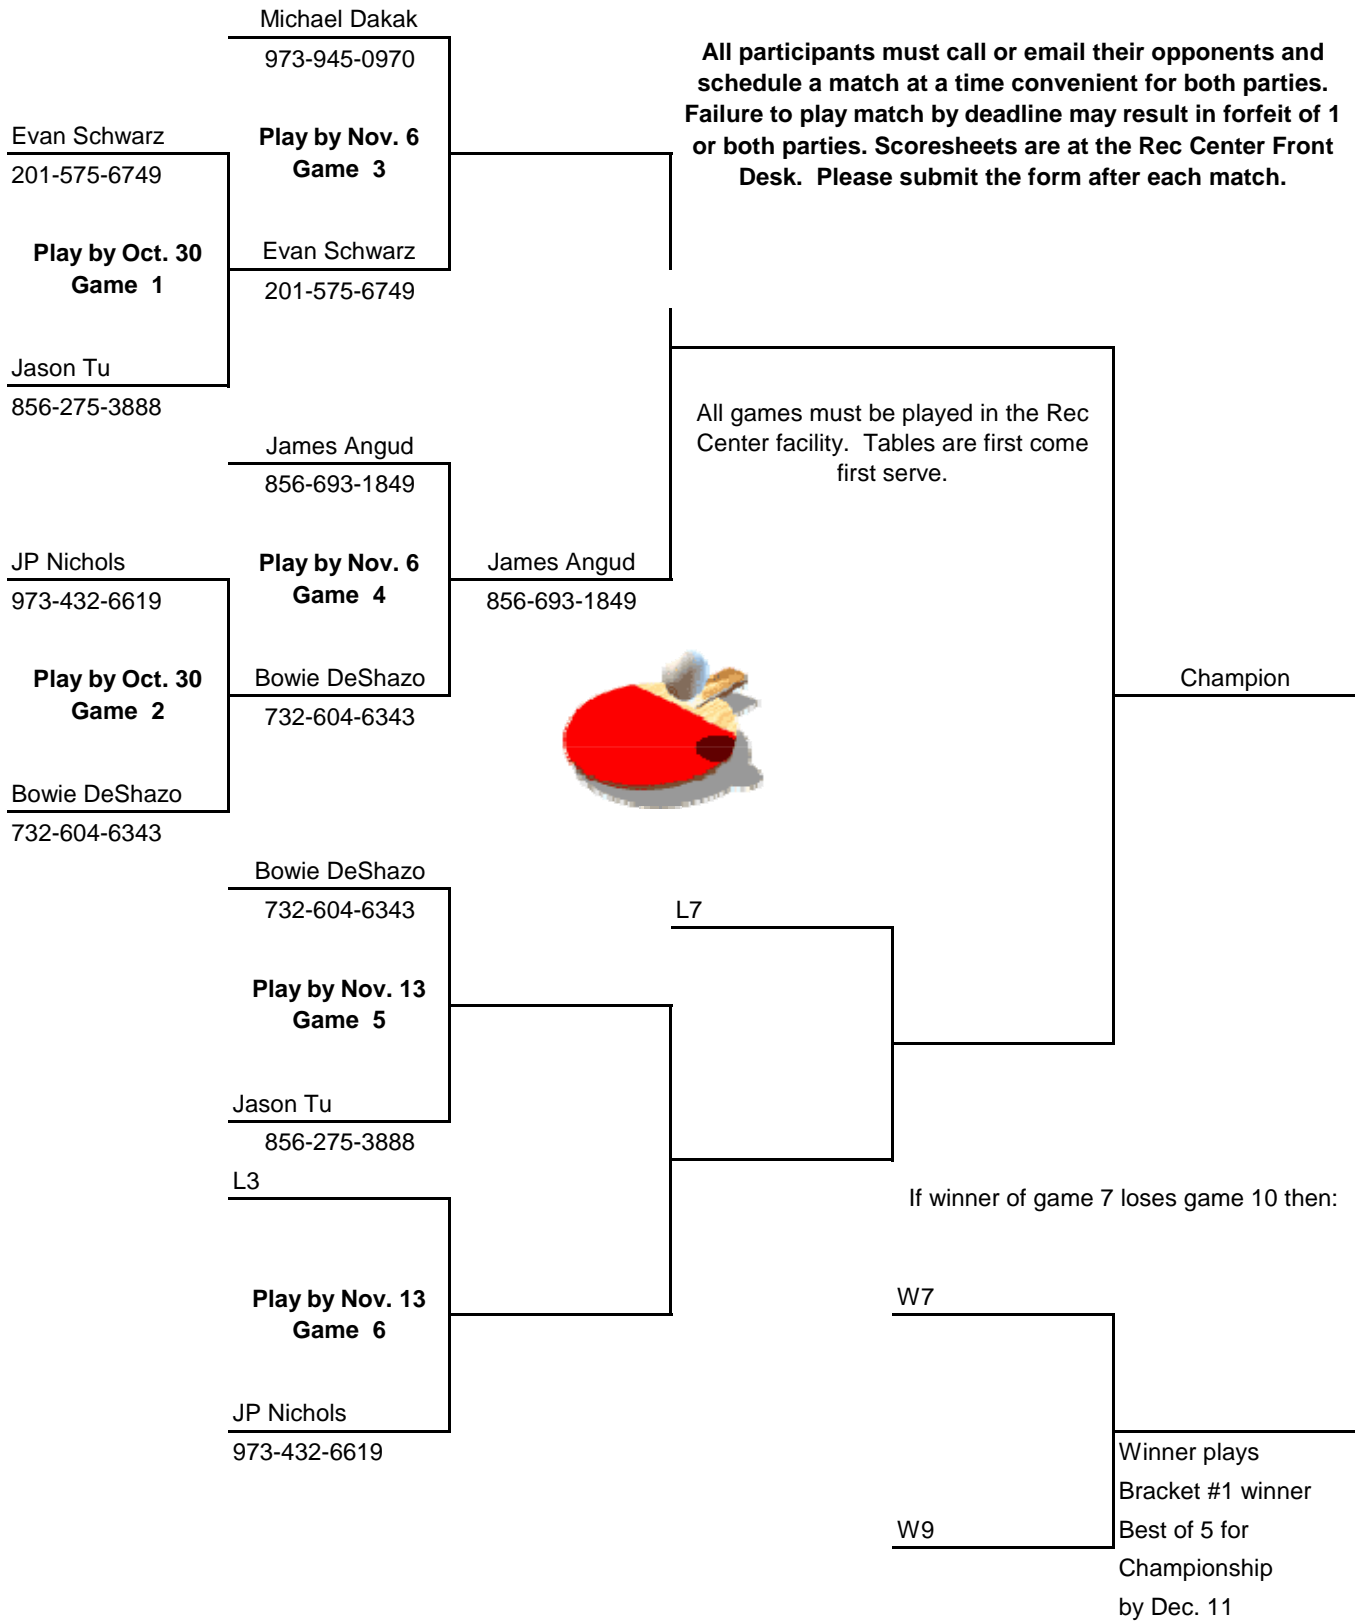 Michael Dakak
973-945-0970
All participants must call or email their opponents and
schedule a match at a time convenient for both parties.
Failure to play match by deadline may result in forfeit of 1
or both parties. Scoresheets are at the Rec Center Front
Desk.  Please submit the form after each match.
Evan Schwarz
201-575-6749
Play by Nov. 6
Game  3
Play by Oct. 30
Game  1
Evan Schwarz
201-575-6749
Jason Tu
856-275-3888
All games must be played in the Rec
Center facility.  Tables are first come
first serve.
James Angud
856-693-1849
JP Nichols
973-432-6619
Play by Nov. 6
Game  4
James Angud
856-693-1849
Play by Oct. 30
Game  2
Bowie DeShazo
732-604-6343
Champion
Bowie DeShazo
732-604-6343
Bowie DeShazo
732-604-6343
L7
Play by Nov. 13
Game  5
Jason Tu
856-275-3888
L3
If winner of game 7 loses game 10 then:
Play by Nov. 13
Game  6
W7
JP Nichols
973-432-6619
Winner plays
Bracket #1 winner
W9
Best of 5 for
Championship
by Dec. 11